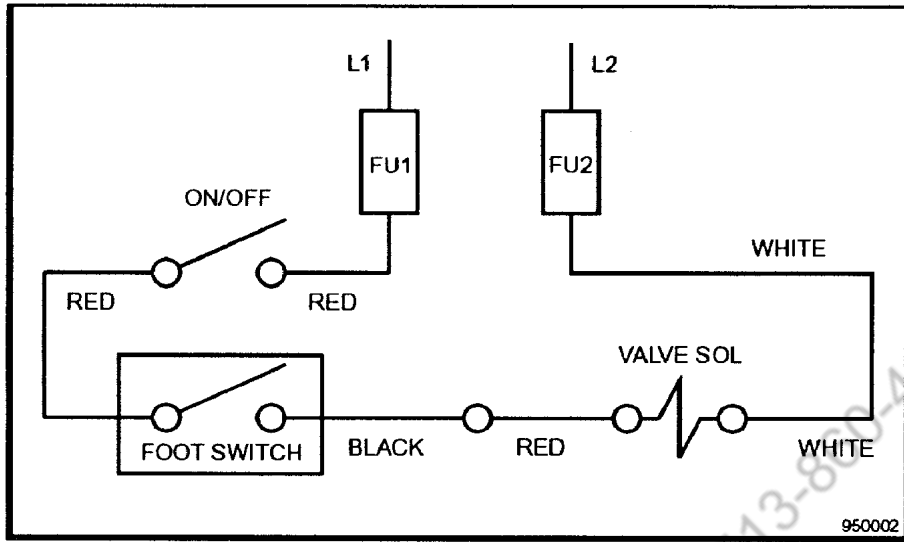 L1
L2
FU1
FU2
ON/OFF
WHITE
RED
RED
VALVE SOL
FOOT SWITCH
BLACK
RED
WHITE
950002